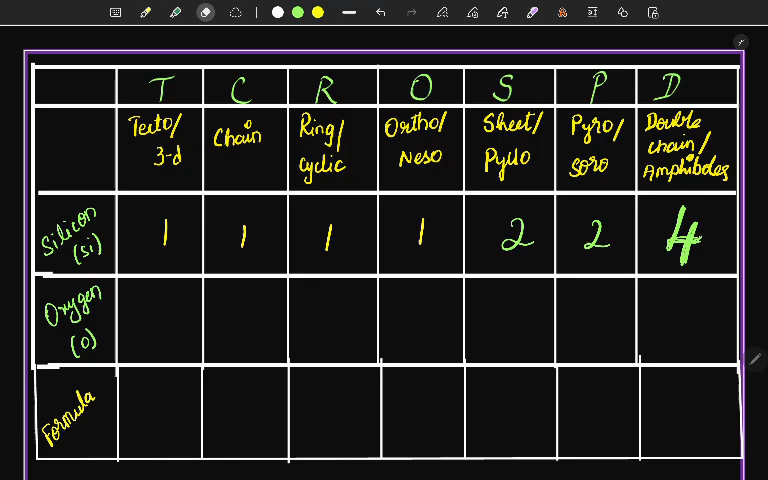 T C R O S P D
Tecto/ 3-d
Chain
Ring/ cyclic
Ortho/ Neso
Sheet/ Phyllo
Pyro/ Soro
Double chain/ Amphiboles
Silicon (Si) 1 1 1 1 2 2 4
Oxygen (O)
Formula